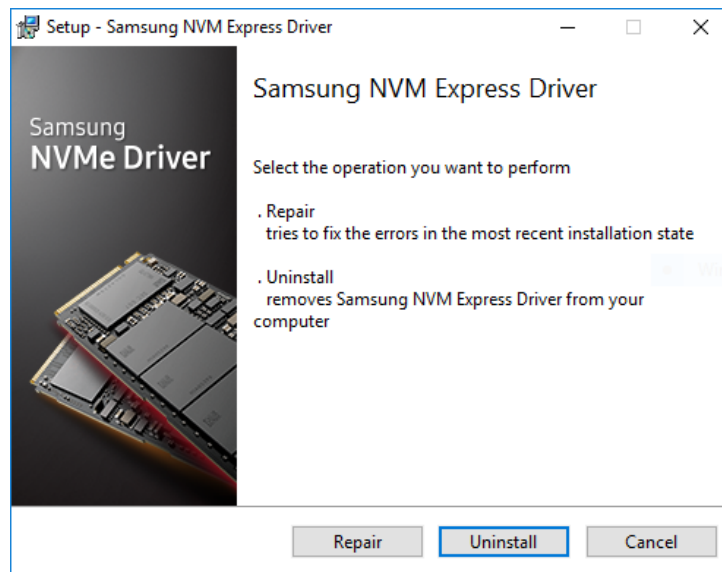 Setup - Samsung NVM Express Driver
Samsung NVM Express Driver
Samsung
NVMe Driver
Select the operation you want to perform
. Repair
tries to fix the errors in the most recent installation state
. Uninstall
removes Samsung NVM Express Driver from your
computer
Repair
Uninstall
Cancel